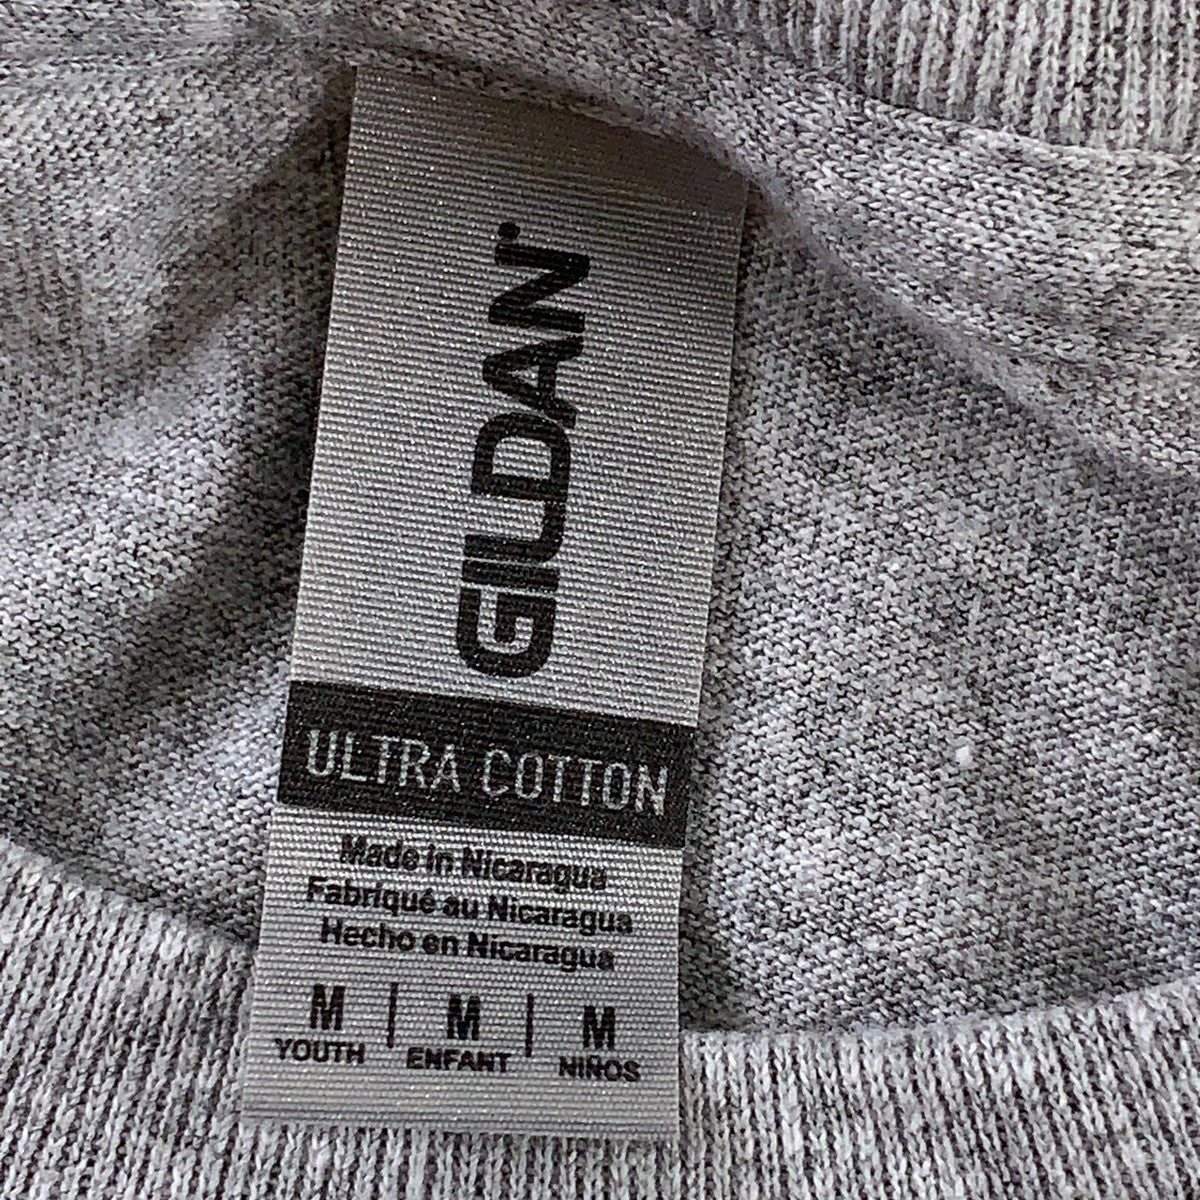 GILDAN®
ULTRA COTTON
Made in Nicaragua
Fabriqué au Nicaragua
Hecho en Nicaragua
M | M | M
YOUTH ENFANT NIÑOS